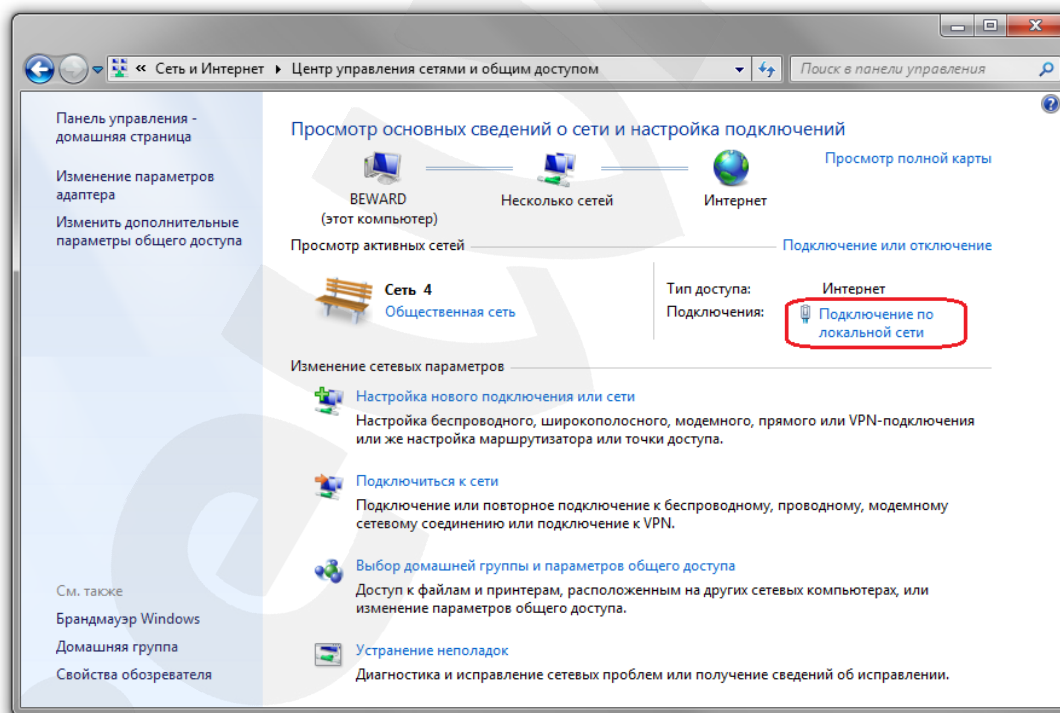 « Сеть и Интернет ▸ Центр управления сетями и общим доступом
Поиск в панели управления
Панель управления -
домашняя страница
Изменение параметров
адаптера
Изменить дополнительные
параметры общего доступа
Просмотр основных сведений о сети и настройка подключений
Просмотр полной карты
BEWARD
(этот компьютер)
Несколько сетей
Интернет
Просмотр активных сетей
Подключение или отключение
Сеть 4
Общественная сеть
Тип доступа: Интернет
Подключения: Подключение по
локальной сети
Изменение сетевых параметров
Настройка нового подключения или сети
Настройка беспроводного, широкополосного, модемного, прямого или VPN-подключения
или же настройка маршрутизатора или точки доступа.
Подключиться к сети
Подключение или повторное подключение к беспроводному, проводному, модемному
сетевому соединению или подключение к VPN.
Выбор домашней группы и параметров общего доступа
Доступ к файлам и принтерам, расположенным на других сетевых компьютерах, или
изменение параметров общего доступа.
Устранение неполадок
Диагностика и исправление сетевых проблем или получение сведений об исправлении.
См. также
Брандмауэр Windows
Домашняя группа
Свойства обозревателя